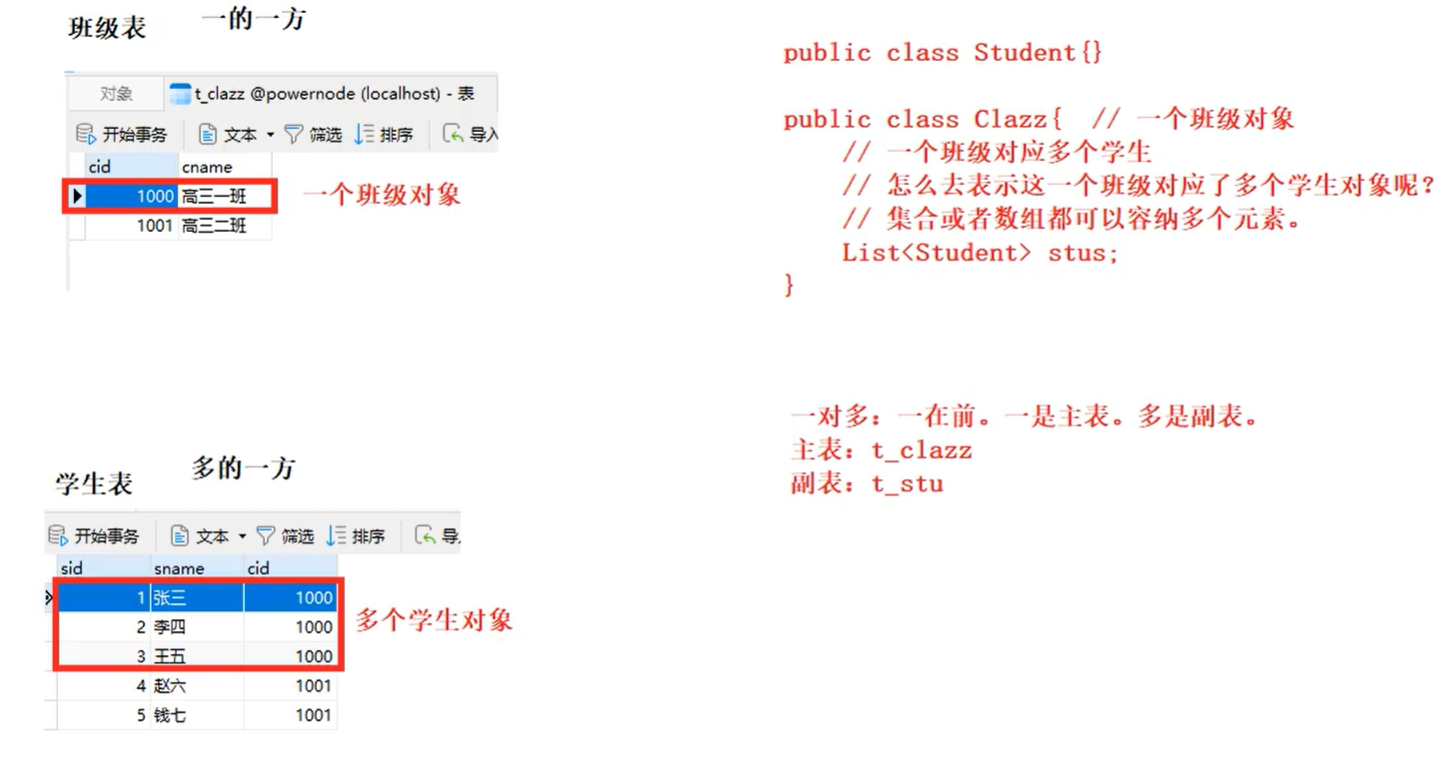 班级表
一的一方
对象
t_clazz @powernode (localhost) - 表
开始事务 文本 筛选 排序 导入
cid cname
1000 高三一班
1001 高三二班
一个班级对象
学生表
多的一方
开始事务 文本 筛选 排序 导
sid sname cid
1 张三 1000
2 李四 1000
3 王五 1000
4 赵六 1001
5 钱七 1001
多个学生对象
public class Student{}
public class Clazz{ // 一个班级对象
// 一个班级对应多个学生
// 怎么去表示这一个班级对应了多个学生对象呢？
// 集合或者数组都可以容纳多个元素。
List<Student> stus;
}
一对多：一在前。一是主表。多是副表。
主表：t_clazz
副表：t_stu